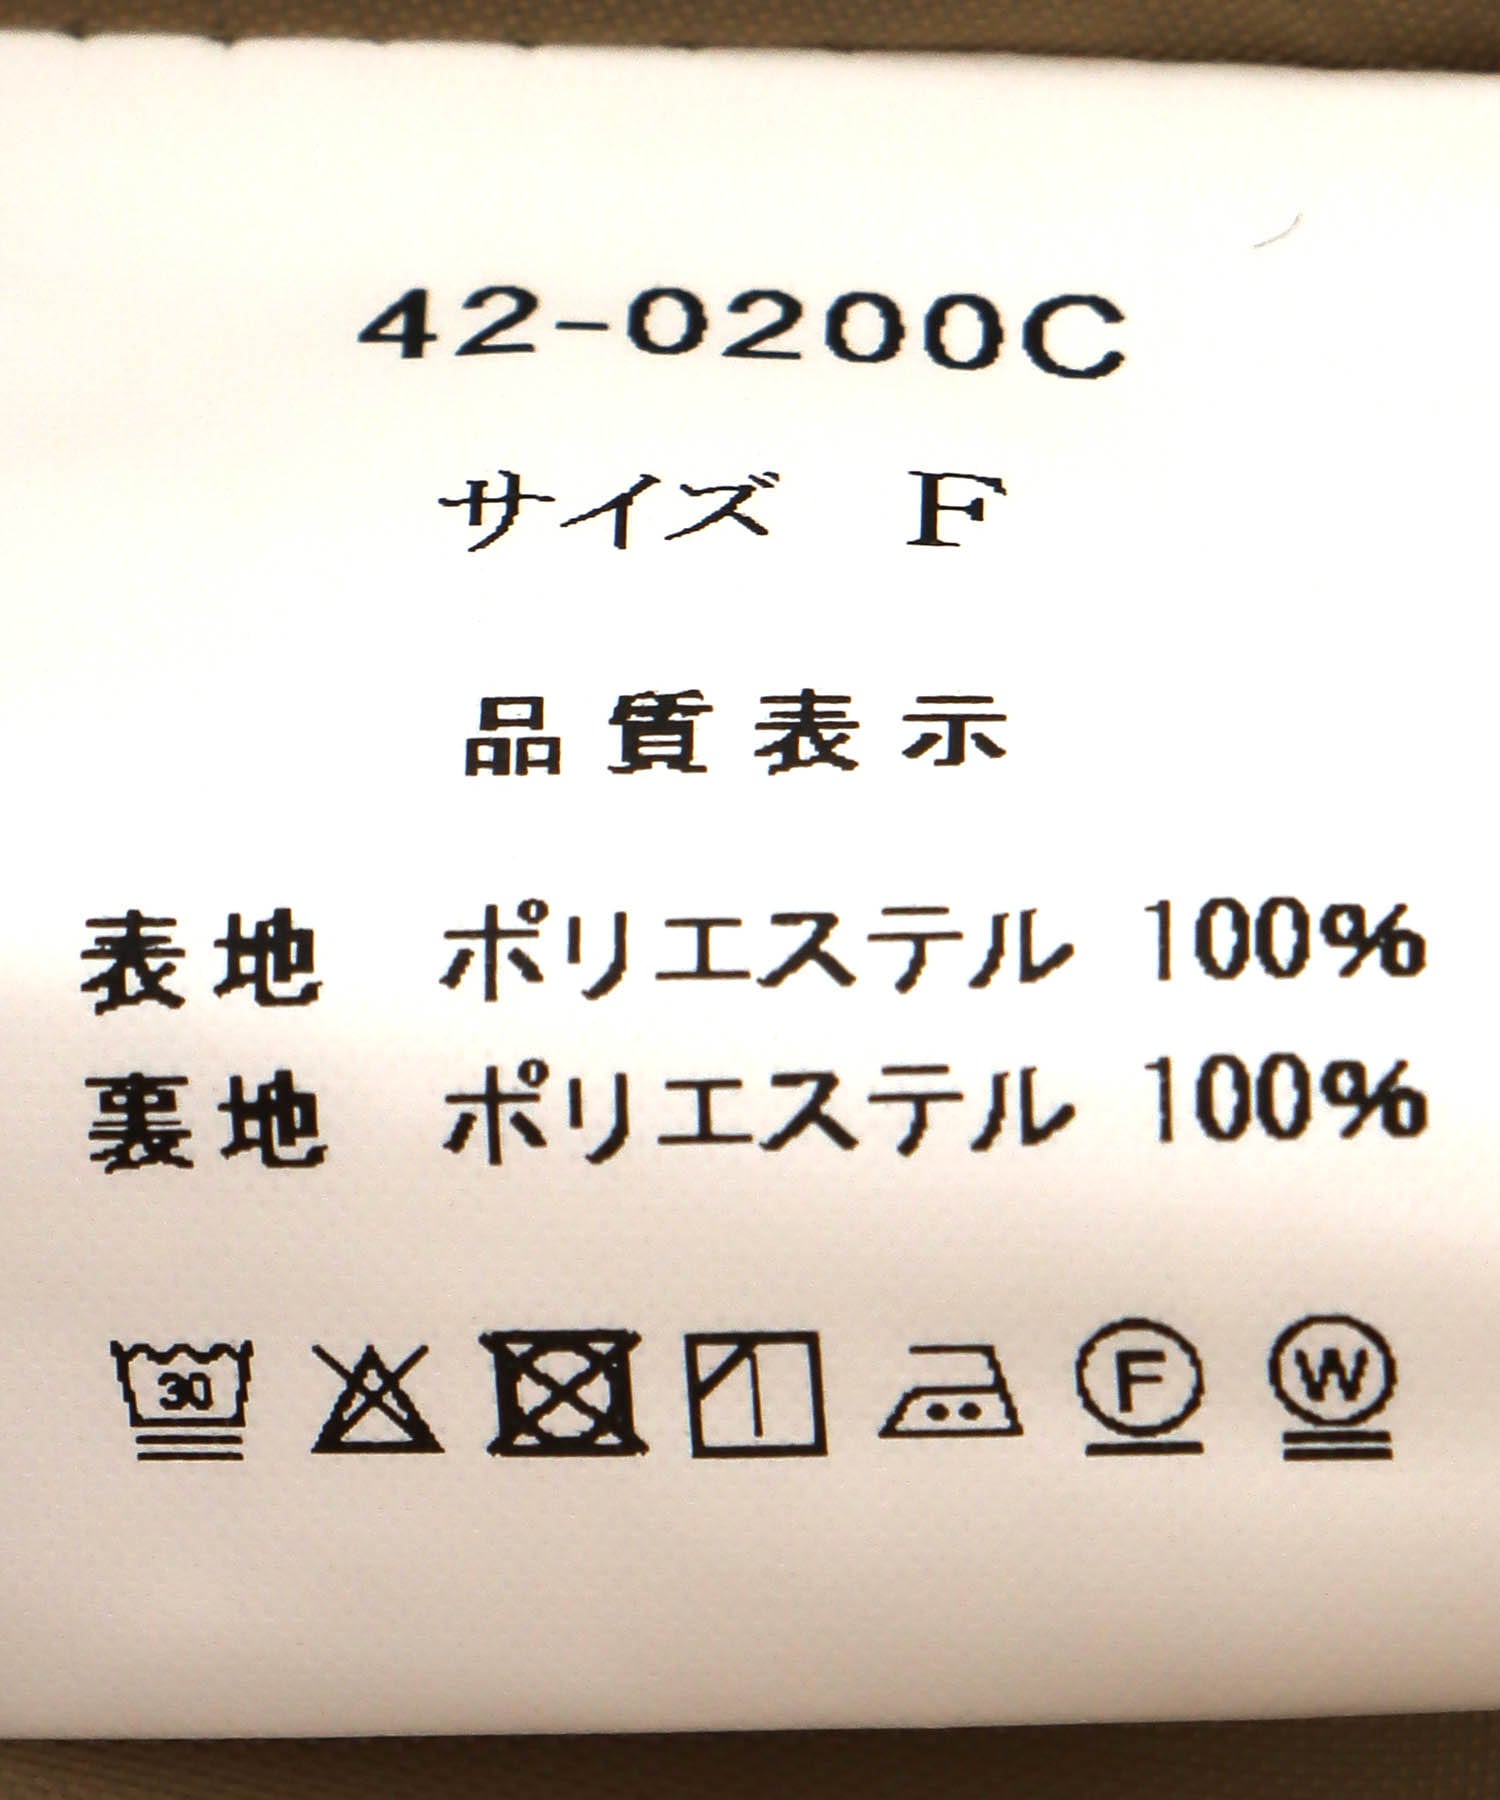 42-0200C
サイズ F
品質表示
表地 ポリエステル 100%
裏地 ポリエステル 100%
30 F W